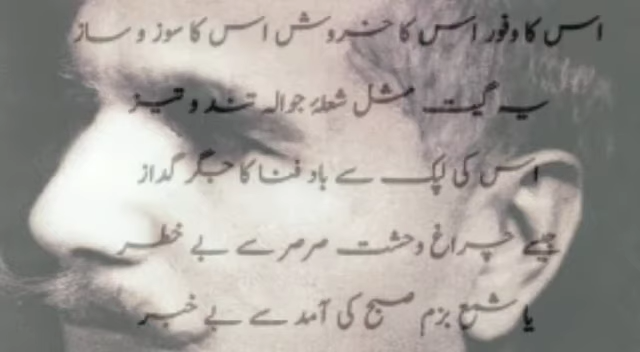 اس کا وفور اس کا خروش اس کا سوز و ساز
یہ گیت مثل شعلۂ جوالہ تند و تیز
اس کی لپک سے باد فنا کا جگر گداز
جیسے چراغ وحشت صرصر سے بے خطر
یا شمع بزم صبح کی آمد سے بے خبر